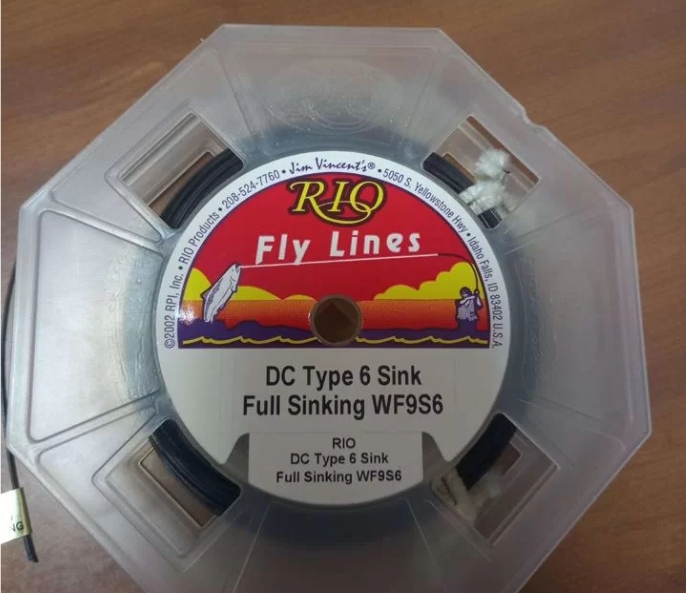 ©2002 RPI, Inc. • RIO Products • 208-524-7760 • Jim Vincent's® • 5050 S. Yellowstone Hwy • Idaho Falls, ID 83402 U.S.A.
RIO
Fly Lines
DC Type 6 Sink
Full Sinking WF9S6
RIO
DC Type 6 Sink
Full Sinking WF9S6
NG